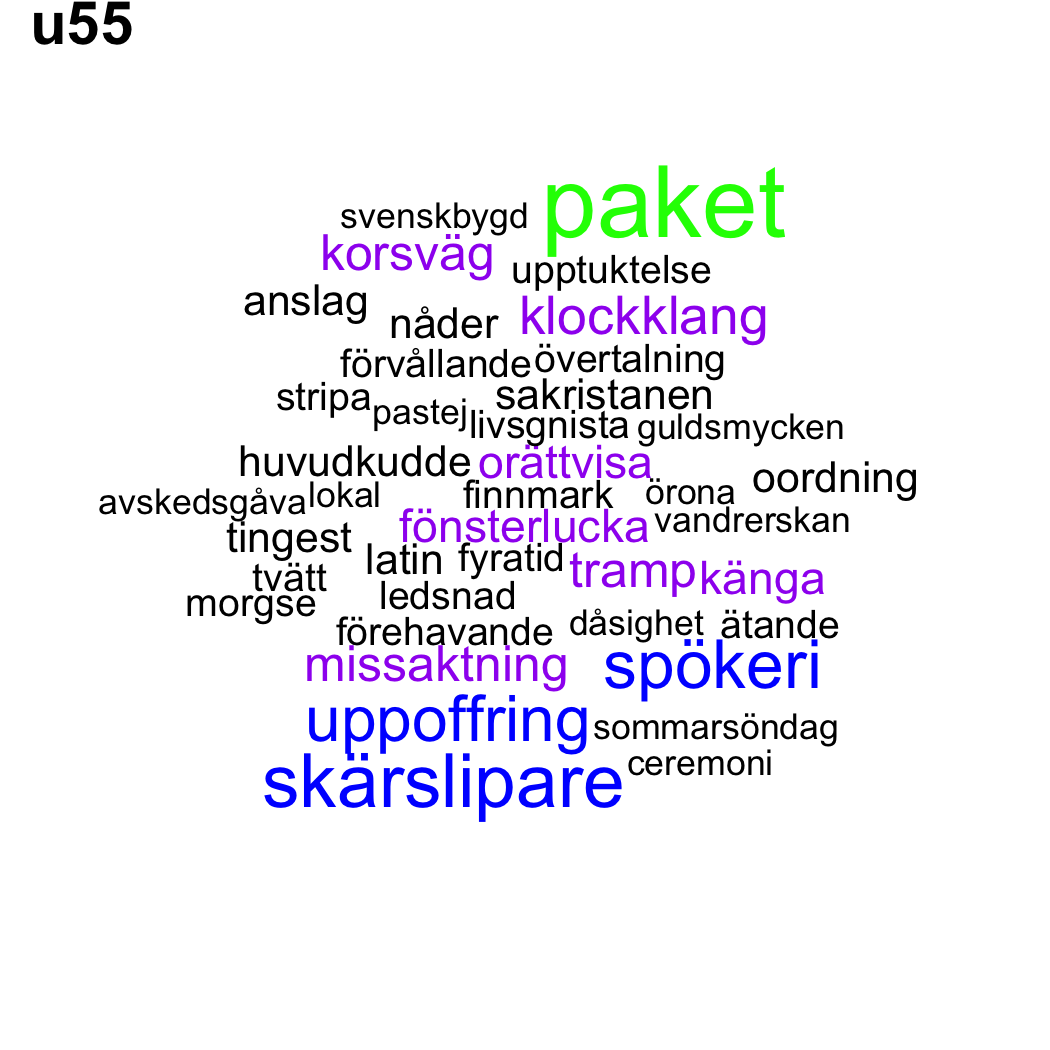 u55
paket
svenskbygd
korsväg
upptuktelse
anslag
nåder klockklang
förvållande övertalning
stripa pastej sakristanen
livsgnista guldsmycken
huvudkudde orättvisa oordning
avskedsgåva lokal finnmark örona
tingest fönsterlucka vandrerskan
latin fyratid tramp känga
tvätt
morgse ledsnad
förehavande dåsighet ätande
missaktning spökeri
uppoffring sommarsöndag
skärslipare ceremoni